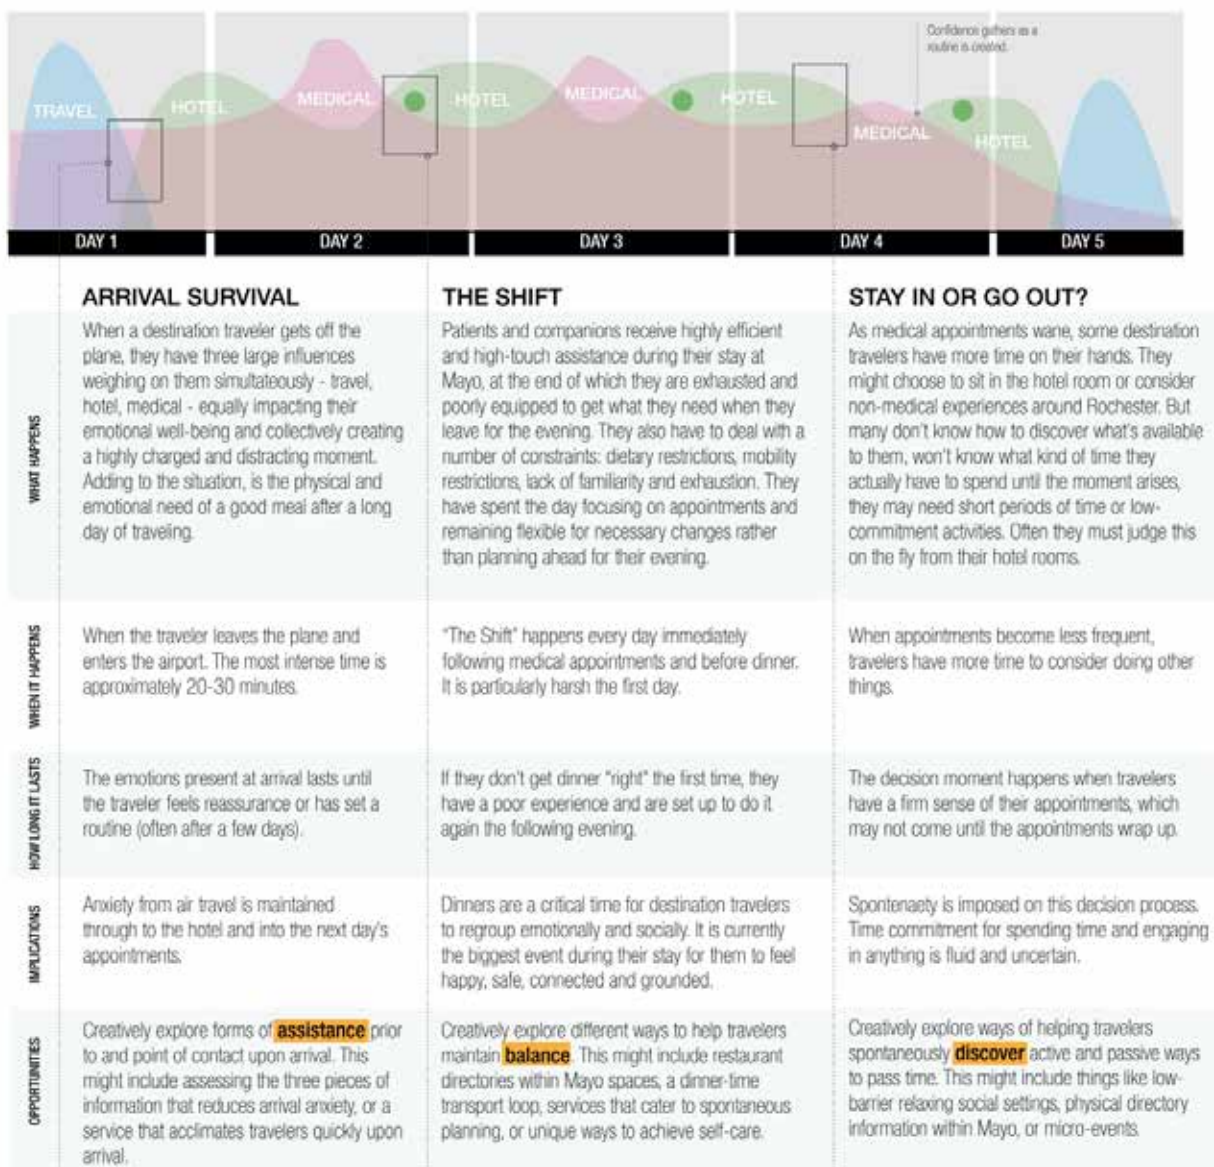 Confidence gathers as a
routine is created.
TRAVEL
HOTEL
MEDICAL
HOTEL
MEDICAL
HOTEL
MEDICAL
HOTEL
DAY 1
DAY 2
DAY 3
DAY 4
DAY 5
ARRIVAL SURVIVAL
THE SHIFT
STAY IN OR GO OUT?
WHAT HAPPENS
When a destination traveler gets off the
plane, they have three large influences
weighing on them simultateously - travel,
hotel, medical - equally impacting their
emotional well-being and collectively creating
a highly charged and distracting moment.
Adding to the situation, is the physical and
emotional need of a good meal after a long
day of traveling.
Patients and companions receive highly efficient
and high-touch assistance during their stay at
Mayo, at the end of which they are exhausted and
poorly equipped to get what they need when they
leave for the evening. They also have to deal with a
number of constraints: dietary restrictions, mobility
restrictions, lack of familiarity and exhaustion. They
have spent the day focusing on appointments and
remaining flexible for necessary changes rather
than planning ahead for their evening.
As medical appointments wane, some destination
travelers have more time on their hands. They
might choose to sit in the hotel room or consider
non-medical experiences around Rochester. But
many don't know how to discover what's available
to them, won't know what kind of time they
actually have to spend until the moment arises,
they may need short periods of time or low-
commitment activities. Often they must judge this
on the fly from their hotel rooms.
WHEN IT HAPPENS
When the traveler leaves the plane and
enters the airport. The most intense time is
approximately 20-30 minutes.
"The Shift" happens every day immediately
following medical appointments and before dinner.
It is particularly harsh the first day.
When appointments become less frequent,
travelers have more time to consider doing other
things.
HOW LONG IT LASTS
The emotions present at arrival lasts until
the traveler feels reassurance or has set a
routine (often after a few days).
If they don't get dinner "right" the first time, they
have a poor experience and are set up to do it
again the following evening.
The decision moment happens when travelers
have a firm sense of their appointments, which
may not come until the appointments wrap up.
IMPLICATIONS
Anxiety from air travel is maintained
through to the hotel and into the next day's
appointments.
Dinners are a critical time for destination travelers
to regroup emotionally and socially. It is currently
the biggest event during their stay for them to feel
happy, safe, connected and grounded.
Spontenaety is imposed on this decision process.
Time commitment for spending time and engaging
in anything is fluid and uncertain.
OPPORTUNITIES
Creatively explore forms of assistance prior
to and point of contact upon arrival. This
might include assessing the three pieces of
information that reduces arrival anxiety, or a
service that acclimates travelers quickly upon
arrival.
Creatively explore different ways to help travelers
maintain balance. This might include restaurant
directories within Mayo spaces, a dinner-time
transport loop, services that cater to spontaneous
planning, or unique ways to achieve self-care.
Creatively explore ways of helping travelers
spontaneously discover active and passive ways
to pass time. This might include things like low-
barrier relaxing social settings, physical directory
information within Mayo, or micro-events.